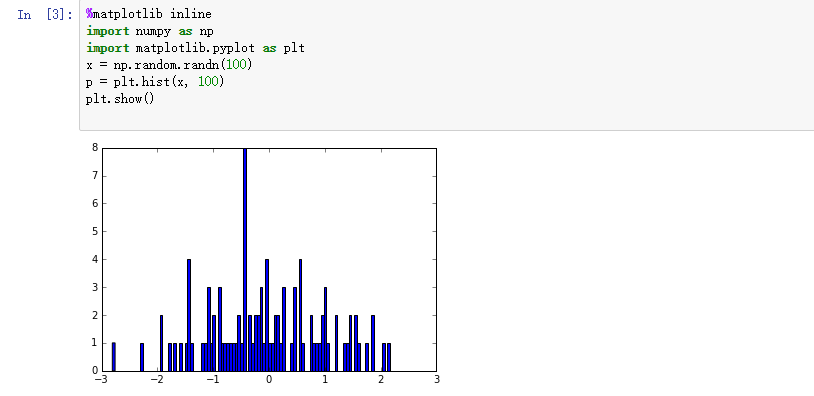 In [3]: %matplotlib inline
import numpy as np
import matplotlib.pyplot as plt
x = np.random.randn(100)
p = plt.hist(x, 100)
plt.show()
8
7
6
5
4
3
2
1
0
−3 −2 −1 0 1 2 3